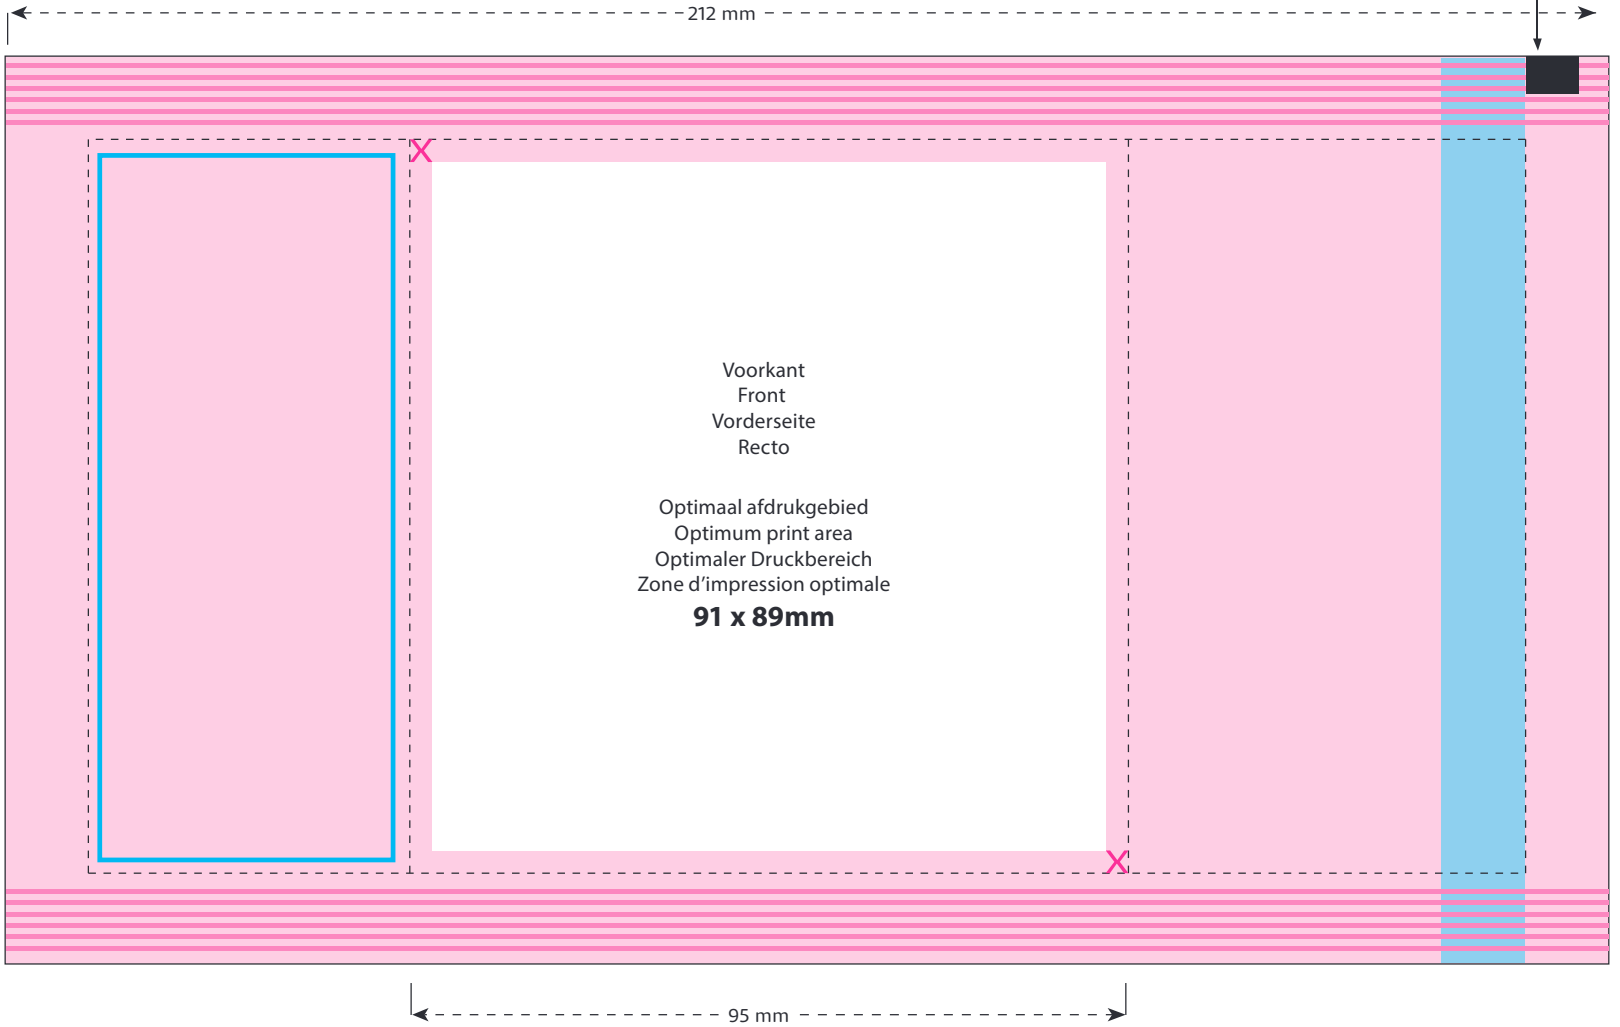 212 mm
X
Voorkant
Front
Vorderseite
Recto
Optimaal afdrukgebied
Optimum print area
Optimaler Druckbereich
Zone d’impression optimale
91 x 89mm
X
95 mm